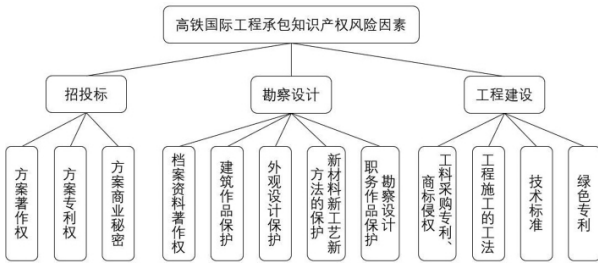 高铁国际工程承包知识产权风险因素
招投标
勘察设计
工程建设
方案著作权
方案专利权
方案商业秘密
档案资料著作权
建筑作品保护
外观设计保护
新材料新工艺新
方法的保护
勘察设计
职务作品保护
工料采购专利、
商标侵权
工程施工的工法
技术标准
绿色专利